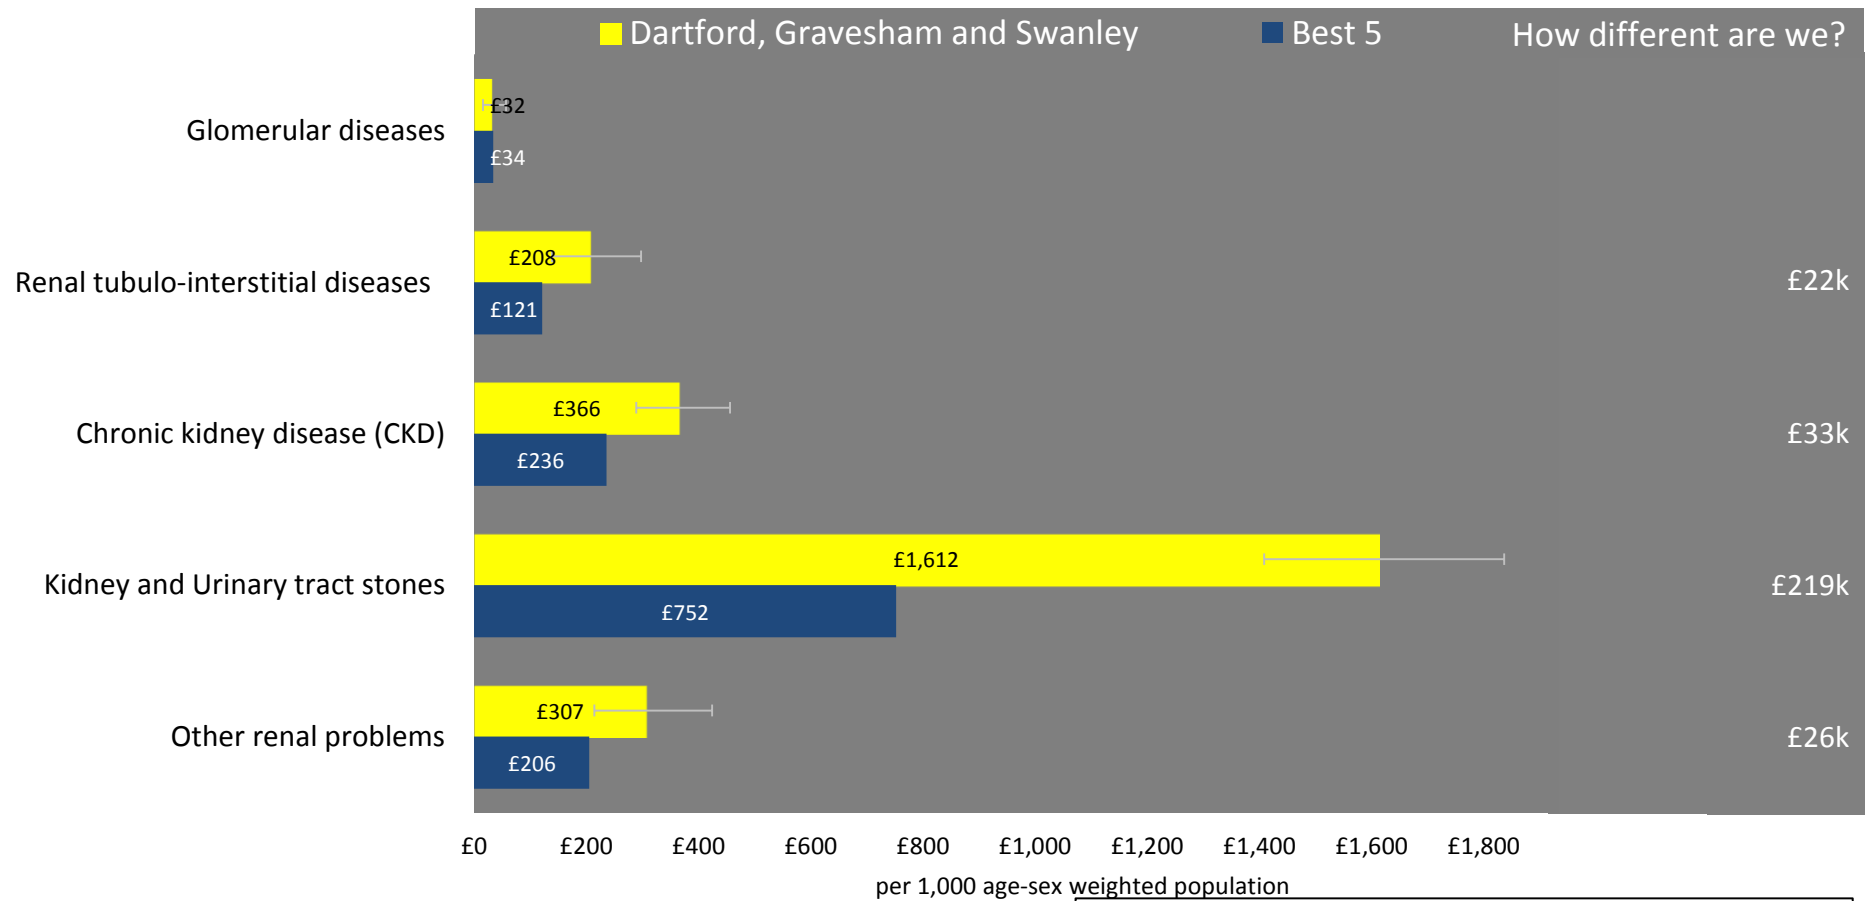 Dartford, Gravesham and Swanley Best 5 How different are we?
Glomerular diseases
£32
£34
Renal tubulo-interstitial diseases
£208
£121
£22k
Chronic kidney disease (CKD)
£366
£236
£33k
Kidney and Urinary tract stones
£1,612
£752
£219k
Other renal problems
£307
£206
£26k
£0 £200 £400 £600 £800 £1,000 £1,200 £1,400 £1,600 £1,800
per 1,000 age-sex weighted population